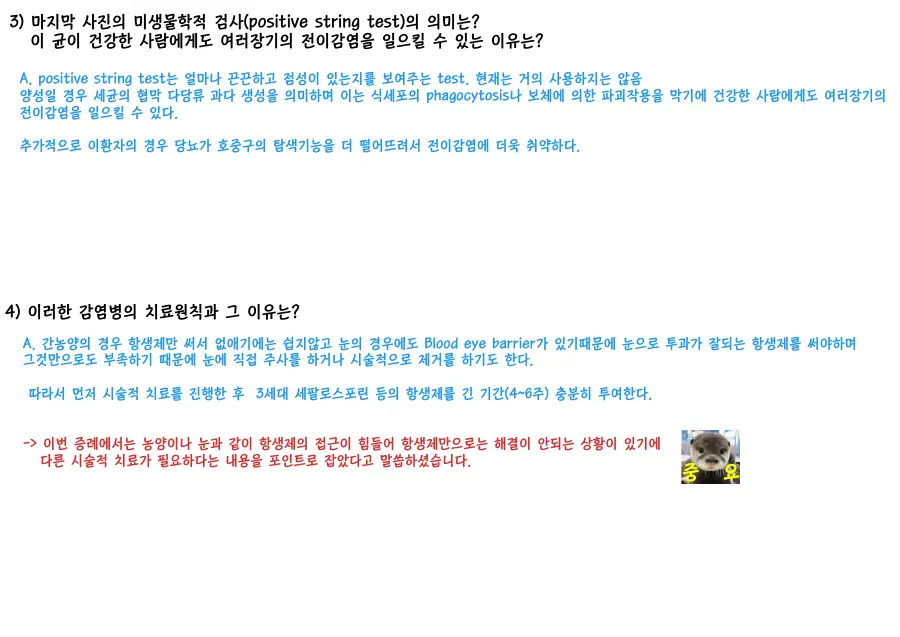 3) 마지막 사진의 미생물학적 검사(positive string test)의 의미는?
이 균이 건강한 사람에게도 여러장기의 전이감염을 일으킬 수 있는 이유는?
A. positive string test는 얼마나 끈끈하고 점성이 있는지를 보여주는 test. 현재는 거의 사용하지는 않음
양성일 경우 세균의 협막 다당류 과다 생성을 의미하며 이는 식세포의 phagocytosis나 보체에 의한 파괴작용을 막기에 건강한 사람에게도 여러장기의
전이감염을 일으킬 수 있다.
추가적으로 이환자의 경우 당뇨가 호중구의 탐색기능을 더 떨어뜨려서 전이감염에 더욱 취약하다.
4) 이러한 감염병의 치료원칙과 그 이유는?
A. 간농양의 경우 항생제만 써서 없애기에는 쉽지않고 눈의 경우에도 Blood eye barrier가 있기때문에 눈으로 투과가 잘되는 항생제를 써야하며
그것만으로도 부족하기 때문에 눈에 직접 주사를 하거나 시술적으로 제거를 하기도 한다.
따라서 먼저 시술적 치료를 진행한 후 3세대 세팔로스포린 등의 항생제를 긴 기간(4~6주) 충분히 투여한다.
-> 이번 증례에서는 농양이나 눈과 같이 항생제의 접근이 힘들어 항생제만으로는 해결이 안되는 상황이 있기에
다른 시술적 치료가 필요하다는 내용을 포인트로 잡았다고 말씀하셨습니다.
중 요